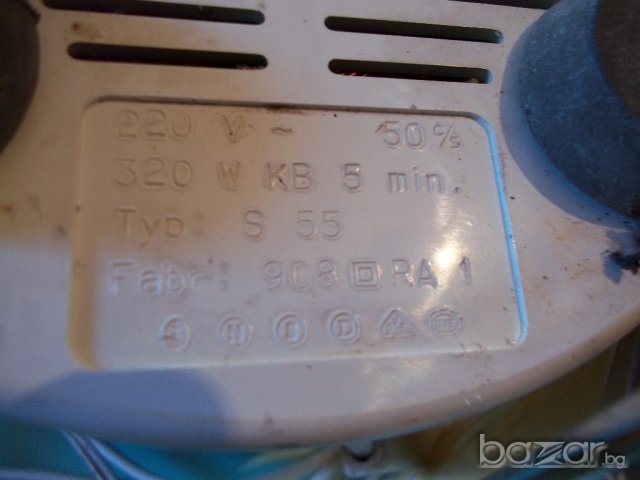 220 V ~ 50 c/s
320 W KB 5 min.
Typ: S 55
Fabr: 908 RA 1
S N S D
bazar.bg